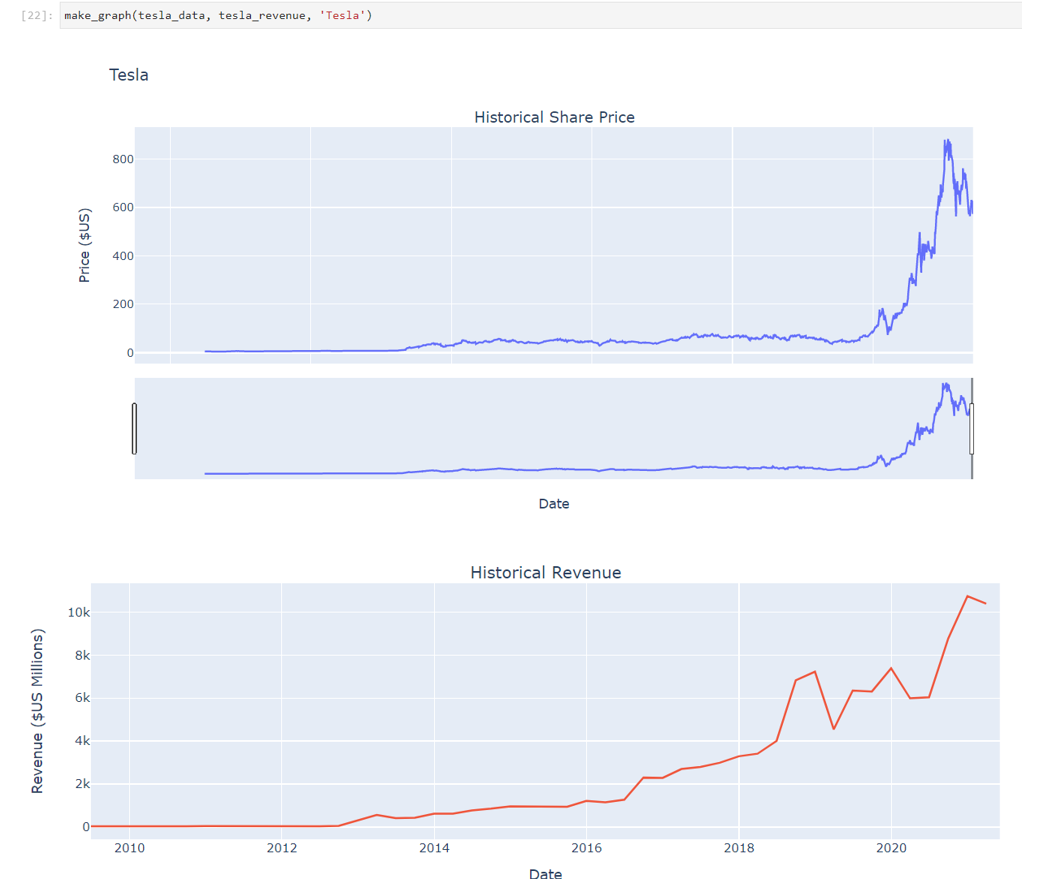 [22]: make_graph(tesla_data, tesla_revenue, 'Tesla')
Tesla
Historical Share Price
800
600
400
200
0
Price ($US)
Date
Historical Revenue
10k
8k
6k
4k
2k
0
Revenue ($US Millions)
2010 2012 2014 2016 2018 2020
Date